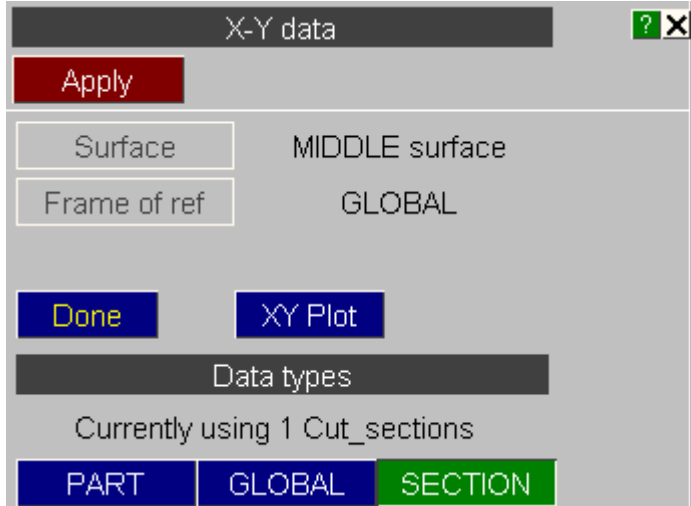 X-Y data ?
Apply
Surface MIDDLE surface
Frame of ref GLOBAL
Done XY Plot
Data types
Currently using 1 Cut_sections
PART GLOBAL SECTION